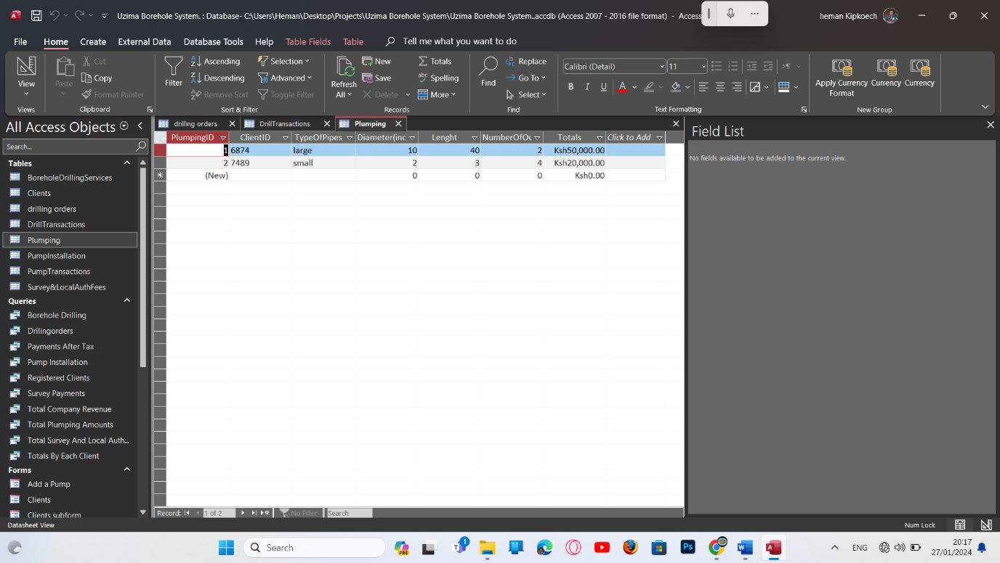 Uzima Borehole System. : Database- C:\Users\Heman\Desktop\Projects\Uzima Borehole System\Uzima Borehole System..accdb (Access 2007 - 2016 file format) - Access
heman Kipkoech
File Home Create External Data Database Tools Help Table Fields Table Tell me what you want to do
View
Views
Paste
Cut
Copy
Format Painter
Clipboard
Filter
Ascending
Descending
Remove Sort
Selection
Advanced
Toggle Filter
Sort & Filter
Refresh
All
New
Save
Delete
Totals
Spelling
More
Records
Find
Replace
Go To
Select
Find
Calibri (Detail) 11
B I U A
Text Formatting
Apply Currency
Format
Currency
Currency
New Group
All Access Objects
Search...
Tables
BoreholeDrillingServices
Clients
drilling orders
DrillTransactions
Plumping
PumpInstallation
PumpTransactions
Survey&LocalAuthFees
Queries
Borehole Drilling
Drilingorders
Payments After Tax
Pump Installation
Registered Clients
Survey Payments
Total Company Revenue
Total Plumping Amounts
Total Survey And Local Auth...
Totals By Each Client
Forms
Add a Pump
Clients
Clients subform
drilling orders DrillTransactions Plumping
PlumpingID ClientID TypeOfPipes Diameter(inc Lenght NumberOfOu Totals Click to Add
1 6874 large 10 40 2 Ksh50,000.00
2 7489 small 2 3 4 Ksh20,000.00
(New) 0 0 0 Ksh0.00
Record: 1 of 2 No Filter Search
Field List
No fields available to be added to the current view.
Datasheet View
Num Lock
Search
PRE
1
Ps
ENG
20:17
27/01/2024